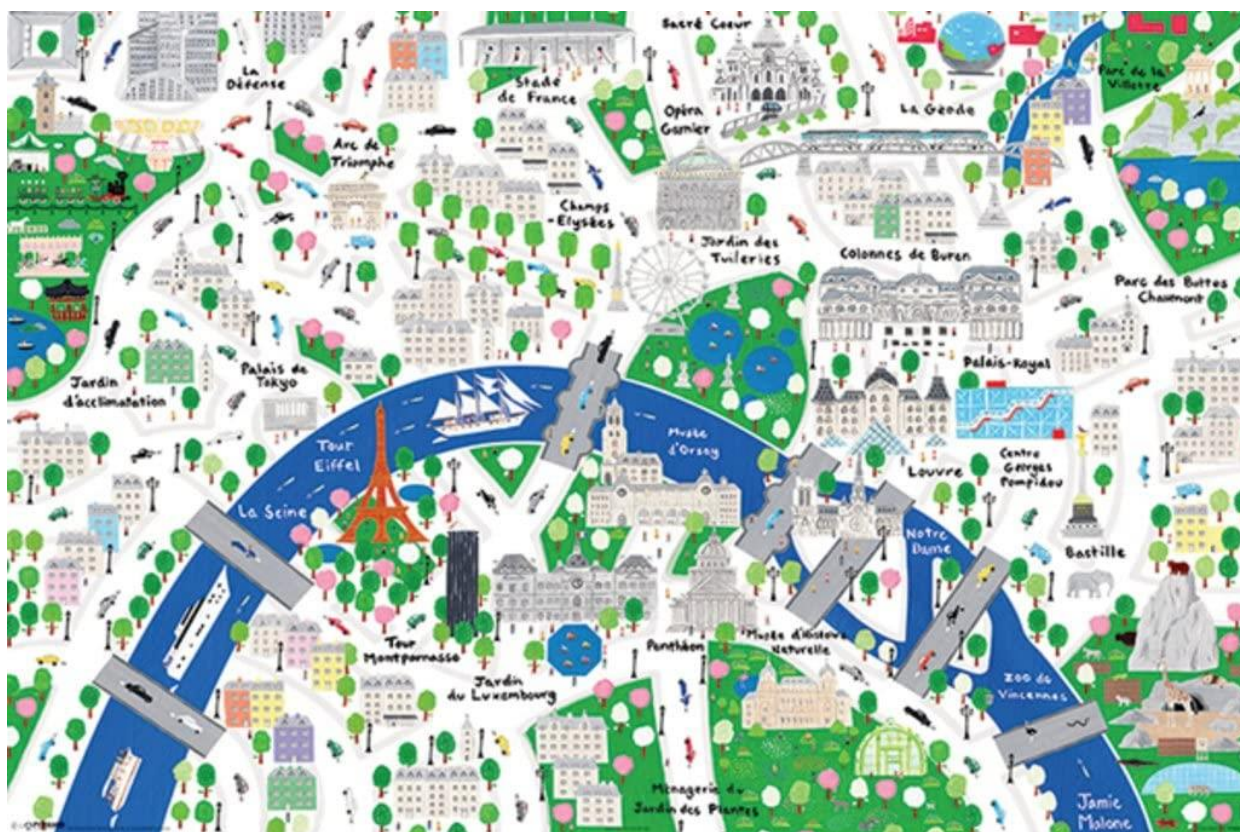 Sacré Coeur
La
Défense
Stade
de France
Parc de la
Villette
Opéra
Garnier
La Géode
Arc de
Triomphe
Champs
-Elysées
Jardin des
Tuileries
Colonnes de Buren
Parc des Buttes
Chaumont
Jardin
d'acclimatation
Palais de
Tokyo
Palais-Royal
Tour
Eiffel
Musée
d'Orsay
Louvre
Centre
Georges
Pompidou
La Seine
Notre
Dame
Bastille
Tour
Montparnasse
Panthéon
Musée d'Histoire
Naturelle
Jardin
du Luxembourg
Zoo de
Vincennes
Ménagerie du
Jardin des Plantes
Jamie
Malone